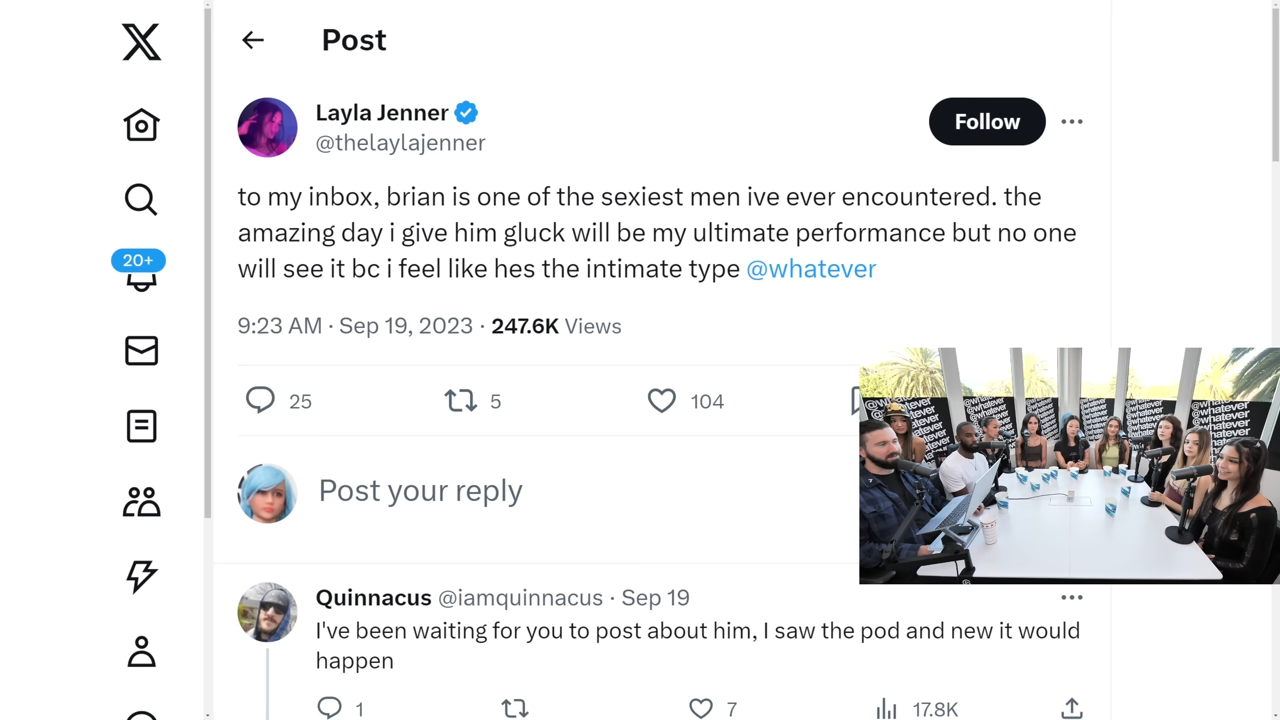 Post
Layla Jenner
@thelaylajenner
Follow
to my inbox, brian is one of the sexiest men ive ever encountered. the
amazing day i give him gluck will be my ultimate performance but no one
will see it bc i feel like hes the intimate type @whatever
20+
9:23 AM · Sep 19, 2023 · 247.6K Views
25 5 104
@whatever
@whatever
@whatever
@whatever
Post your reply
Quinnacus @iamquinnacus · Sep 19
I've been waiting for you to post about him, I saw the pod and new it would
happen
1 7 17.8K